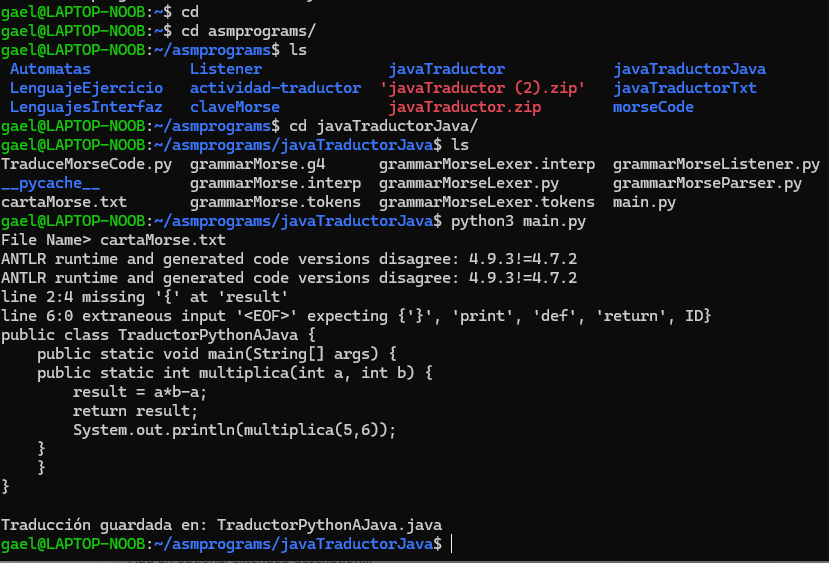 gael@LAPTOP-NOOB:~$ cd
gael@LAPTOP-NOOB:~$ cd asmprograms/
gael@LAPTOP-NOOB:~/asmprograms$ ls
Automatas Listener javaTraductor javaTraductorJava
LenguajeEjercicio actividad-traductor 'javaTraductor (2).zip' javaTraductorTxt
LenguajesInterfaz claveMorse javaTraductor.zip morseCode
gael@LAPTOP-NOOB:~/asmprograms$ cd javaTraductorJava/
gael@LAPTOP-NOOB:~/asmprograms/javaTraductorJava$ ls
TraduceMorseCode.py grammarMorse.g4 grammarMorseLexer.interp grammarMorseListener.py
__pycache__ grammarMorse.interp grammarMorseLexer.py grammarMorseParser.py
cartaMorse.txt grammarMorse.tokens grammarMorseLexer.tokens main.py
gael@LAPTOP-NOOB:~/asmprograms/javaTraductorJava$ python3 main.py
File Name> cartaMorse.txt
ANTLR runtime and generated code versions disagree: 4.9.3!=4.7.2
ANTLR runtime and generated code versions disagree: 4.9.3!=4.7.2
line 2:4 missing '{' at 'result'
line 6:0 extraneous input '<EOF>' expecting {'}', 'print', 'def', 'return', ID}
public class TraductorPythonAJava {
    public static void main(String[] args) {
    public static int multiplica(int a, int b) {
        result = a*b-a;
        return result;
        System.out.println(multiplica(5,6));
    }
    }
}
Traducción guardada en: TraductorPythonAJava.java
gael@LAPTOP-NOOB:~/asmprograms/javaTraductorJava$